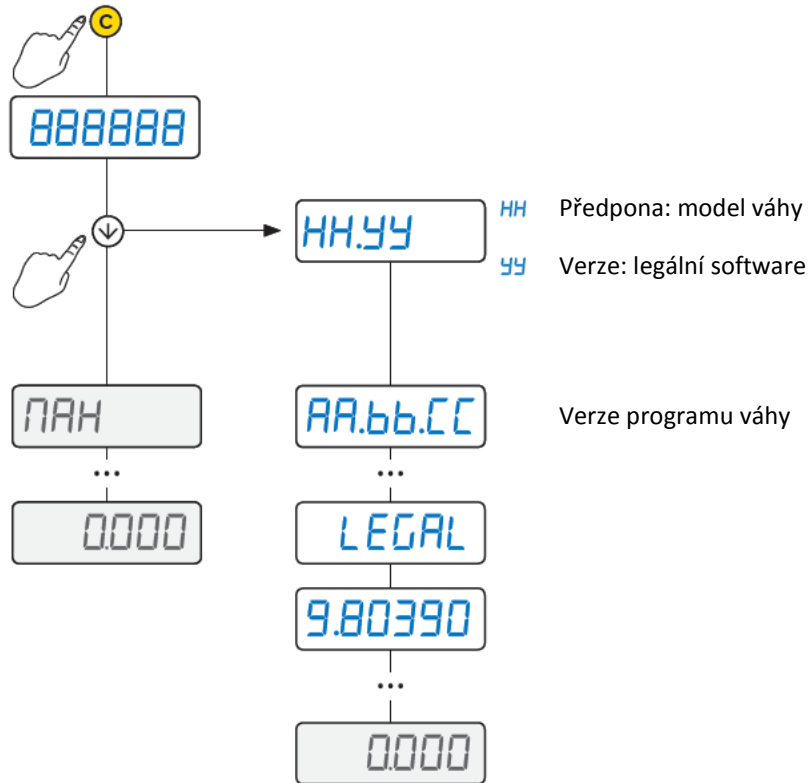 C
888888
HH.YY
HH Předpona: model váhy
YY Verze: legální software
MAH
AA.bb.CC
Verze programu váhy
...
...
0.000
LEGAL
9.80390
...
0.000